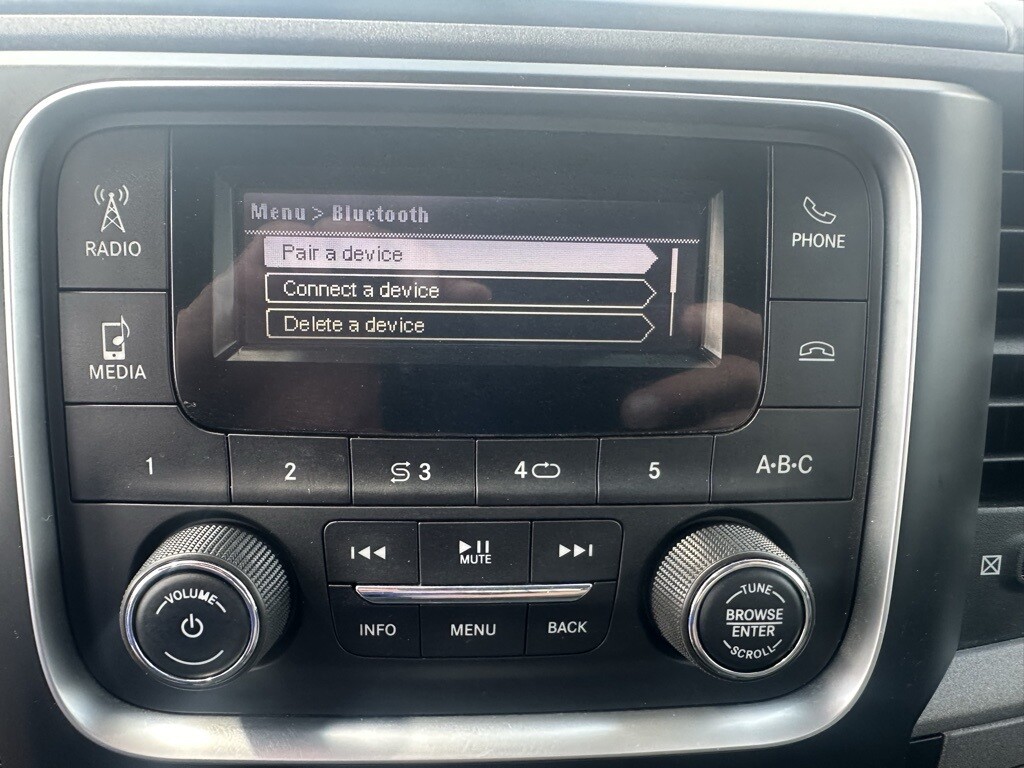 Menu > Bluetooth
Pair a device
Connect a device
Delete a device
RADIO
MEDIA
PHONE
1
2
3
4
5
A·B·C
VOLUME
MUTE
INFO
MENU
BACK
TUNE
BROWSE
ENTER
SCROLL